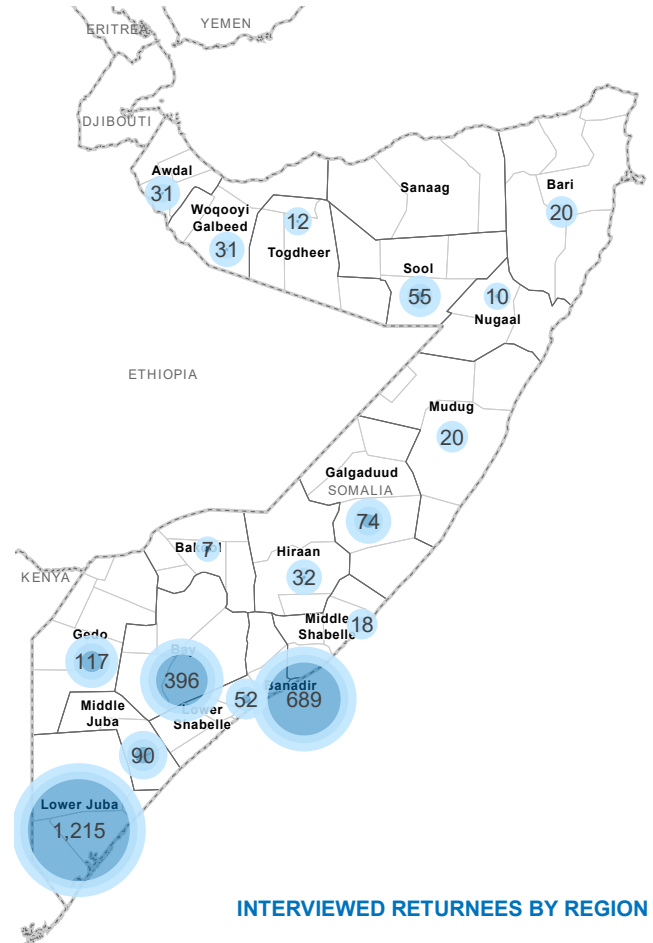 YEMEN
ERITREA
DJIBOUTI
Awdal
31
Sanaag
Bari
20
Woqooyi
Galbeed
31
12
Togdheer
Sool
55
10
Nugaal
ETHIOPIA
Mudug
20
Galgaduud
SOMALIA
74
7
Hiraan
32
KENYA
Middle
Shabelle
18
Gedo
117
Bay
396
Banadir
689
52
Lower
Shabelle
Middle
Juba
90
Lower Juba
1,215
INTERVIEWED RETURNEES BY REGION